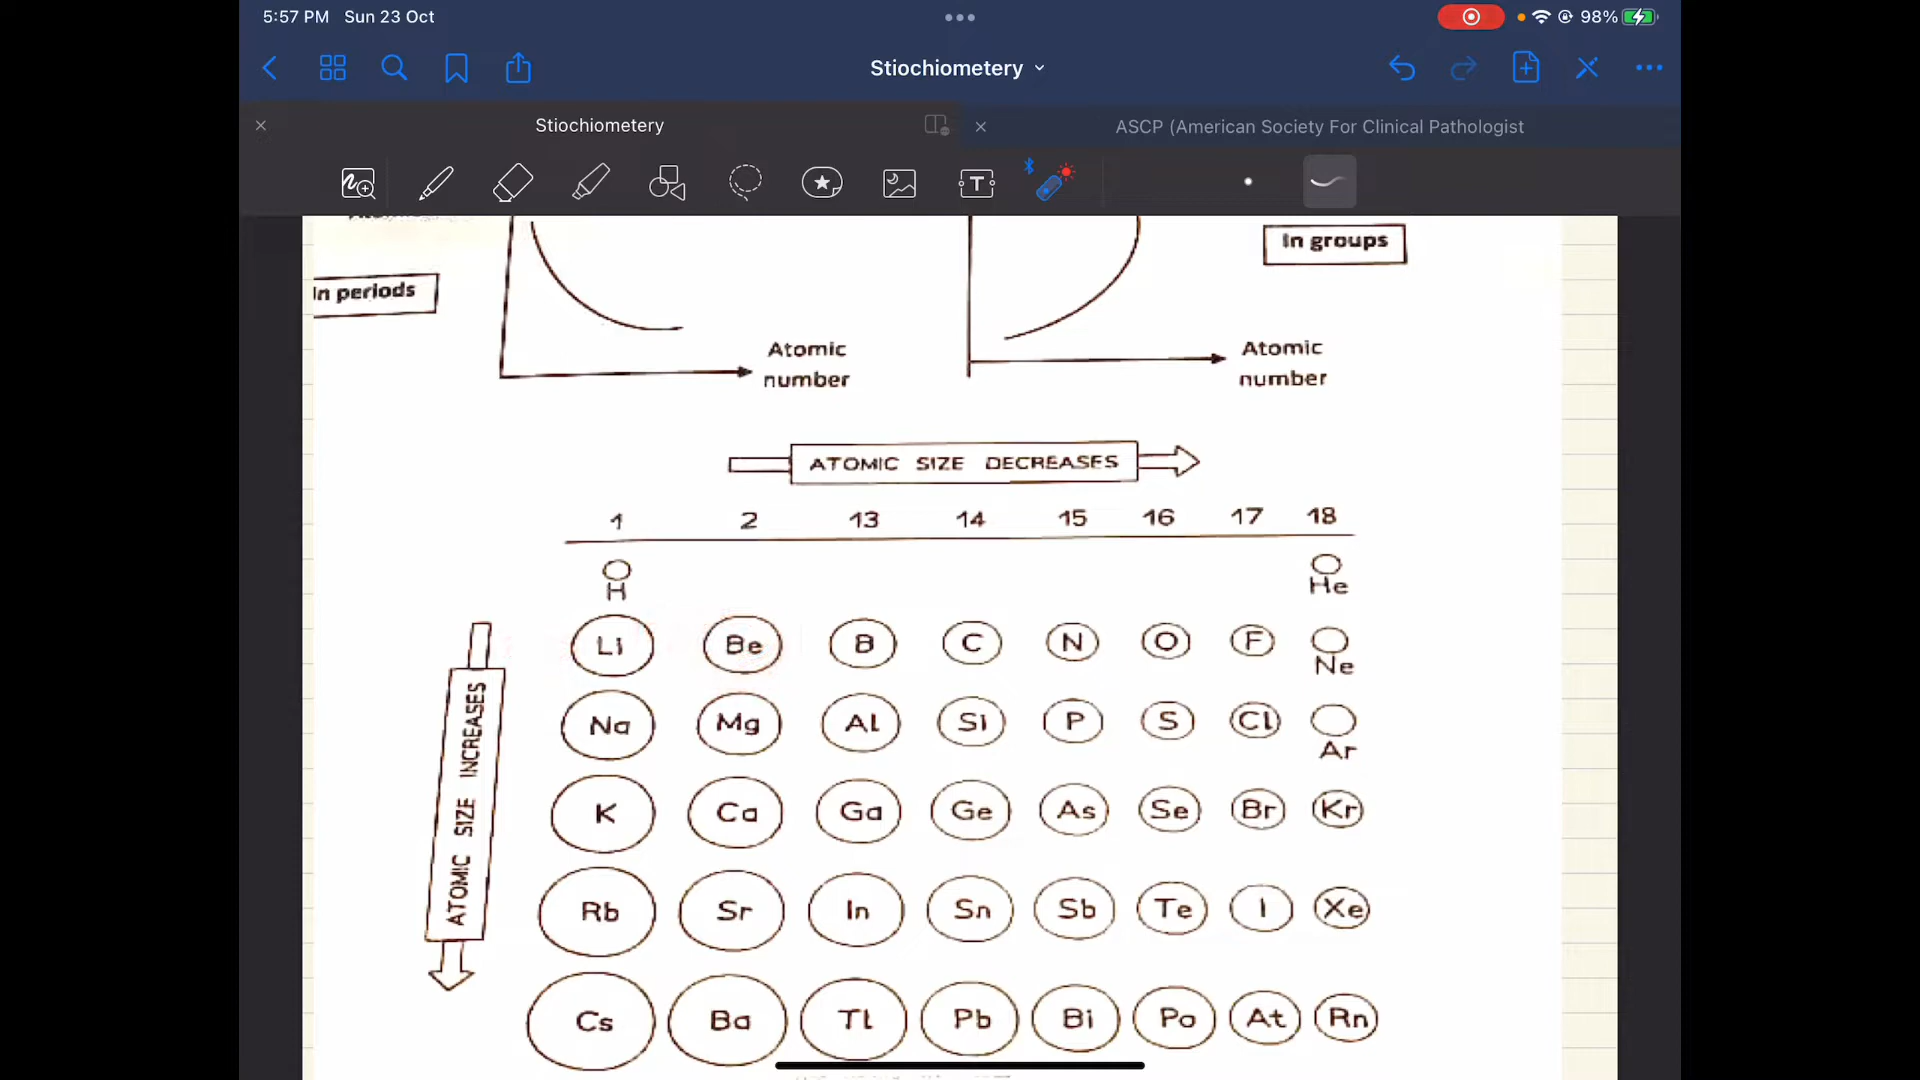 5:57 PM Sun 23 Oct
98%
Stiochiometery
Stiochiometery
ASCP (American Society For Clinical Pathologist
T
In periods
In groups
Atomic
number
Atomic
number
ATOMIC SIZE DECREASES
1 2 13 14 15 16 17 18
H He
Li Be B C N O F Ne
Na Mg Al Si P S Cl Ar
K Ca Ga Ge As Se Br Kr
Rb Sr In Sn Sb Te I Xe
Cs Ba Tl Pb Bi Po At Rn
ATOMIC SIZE INCREASES